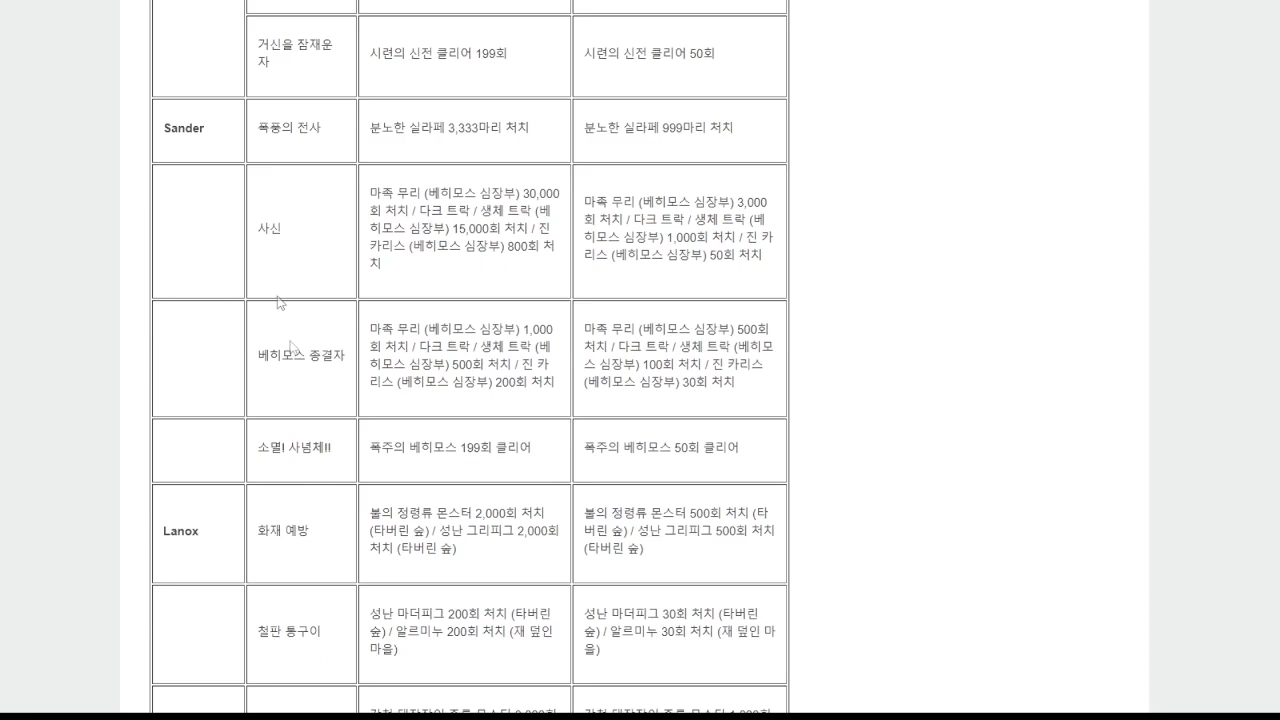 거신을 잠재운
자
시련의 신전 클리어 199회
시련의 신전 클리어 50회
Sander
폭풍의 전사
분노한 실라페 3,333마리 처치
분노한 실라페 999마리 처치
사신
마족 무리 (베히모스 심장부) 30,000
회 처치 / 다크 트락 / 생체 트락 (베
히모스 심장부) 15,000회 처치 / 진
카리스 (베히모스 심장부) 800회 처
치
마족 무리 (베히모스 심장부) 3,000
회 처치 / 다크 트락 / 생체 트락 (베
히모스 심장부) 1,000회 처치 / 진 카
리스 (베히모스 심장부) 50회 처치
베히모스 종결자
마족 무리 (베히모스 심장부) 1,000
회 처치 / 다크 트락 / 생체 트락 (베
히모스 심장부) 500회 처치 / 진 카
리스 (베히모스 심장부) 200회 처치
마족 무리 (베히모스 심장부) 500회
처치 / 다크 트락 / 생체 트락 (베히모
스 심장부) 100회 처치 / 진 카리스
(베히모스 심장부) 30회 처치
소멸! 사념체!!
폭주의 베히모스 199회 클리어
폭주의 베히모스 50회 클리어
Lanox
화재 예방
불의 정령류 몬스터 2,000회 처치
(타버린 숲) / 성난 그리피그 2,000회
처치 (타버린 숲)
불의 정령류 몬스터 500회 처치 (타
버린 숲) / 성난 그리피그 500회 처치
(타버린 숲)
철판 통구이
성난 마더피그 200회 처치 (타버린
숲) / 알르미누 200회 처치 (재 덮인
마을)
성난 마더피그 30회 처치 (타버린
숲) / 알르미누 30회 처치 (재 덮인 마
을)